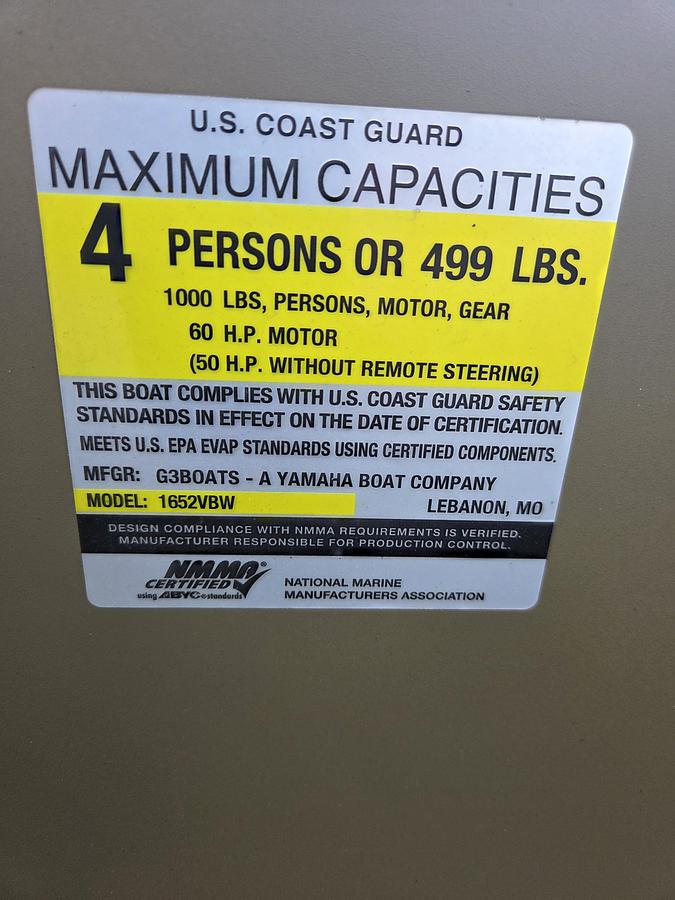 U.S. COAST GUARD
MAXIMUM CAPACITIES
4 PERSONS OR 499 LBS.
1000 LBS, PERSONS, MOTOR, GEAR
60 H.P. MOTOR
(50 H.P. WITHOUT REMOTE STEERING)
THIS BOAT COMPLIES WITH U.S. COAST GUARD SAFETY
STANDARDS IN EFFECT ON THE DATE OF CERTIFICATION.
MEETS U.S. EPA EVAP STANDARDS USING CERTIFIED COMPONENTS.
MFGR: G3BOATS - A YAMAHA BOAT COMPANY
MODEL: 1652VBW LEBANON, MO
DESIGN COMPLIANCE WITH NMMA REQUIREMENTS IS VERIFIED.
MANUFACTURER RESPONSIBLE FOR PRODUCTION CONTROL.
NMMA®
CERTIFIED
using ABYC® standards
NATIONAL MARINE
MANUFACTURERS ASSOCIATION